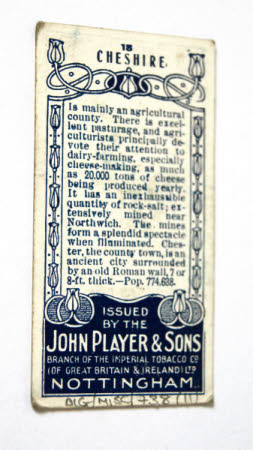 18
CHESHIRE.
Is mainly an agricultural
county. There is excel-
lent pasturage, and agri-
culturists principally de-
vote their attention to
dairy-farming, especially
cheese-making, as much
as 20.000 tons of cheese
being produced yearly.
It has an inexhausible
quantity of rock-salt; ex-
tensively mined near
Northwich. The mines
form a splendid spectacle
when illuminated. Ches-
ter, the county town, is an
ancient city surrounded
by an old Roman wall, 7 or
8-ft. thick.—Pop. 774.638.
ISSUED
BY THE
JOHN PLAYER & SONS
BRANCH OF THE IMPERIAL TOBACCO CO
(OF GREAT BRITAIN & IRELAND) LTD
NOTTINGHAM